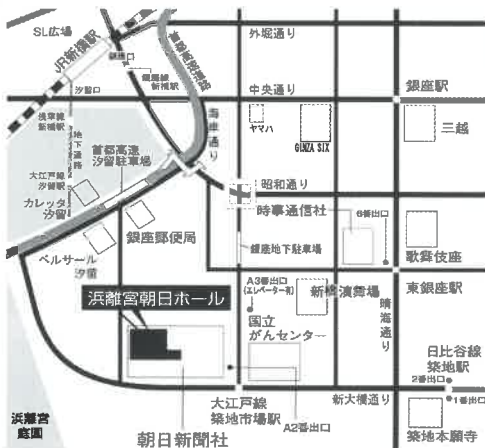 SL広場
JR新橋駅
銀座口
銀座線
新橋駅
外堀通り
首都高速道路
汐留口
中央通り
銀座駅
浅草線
新橋駅
地下通路
海岸通り
ヤマハ
GINZA SIX
三越
首都高速
汐留駐車場
大江戸線
汐留駅
カレッタ
汐留
昭和通り
時事通信社
6番出口
銀座郵便局
銀座地下駐車場
歌舞伎座
ベルサール
汐留
A3番出口
(エレベーター有)
新橋演舞場
東銀座駅
浜離宮朝日ホール
国立
がんセンター
晴海通り
日比谷線
築地駅
2番出口
1番出口
新大橋通り
大江戸線
築地市場駅
A2番出口
浜離宮
庭園
朝日新聞社
築地本願寺